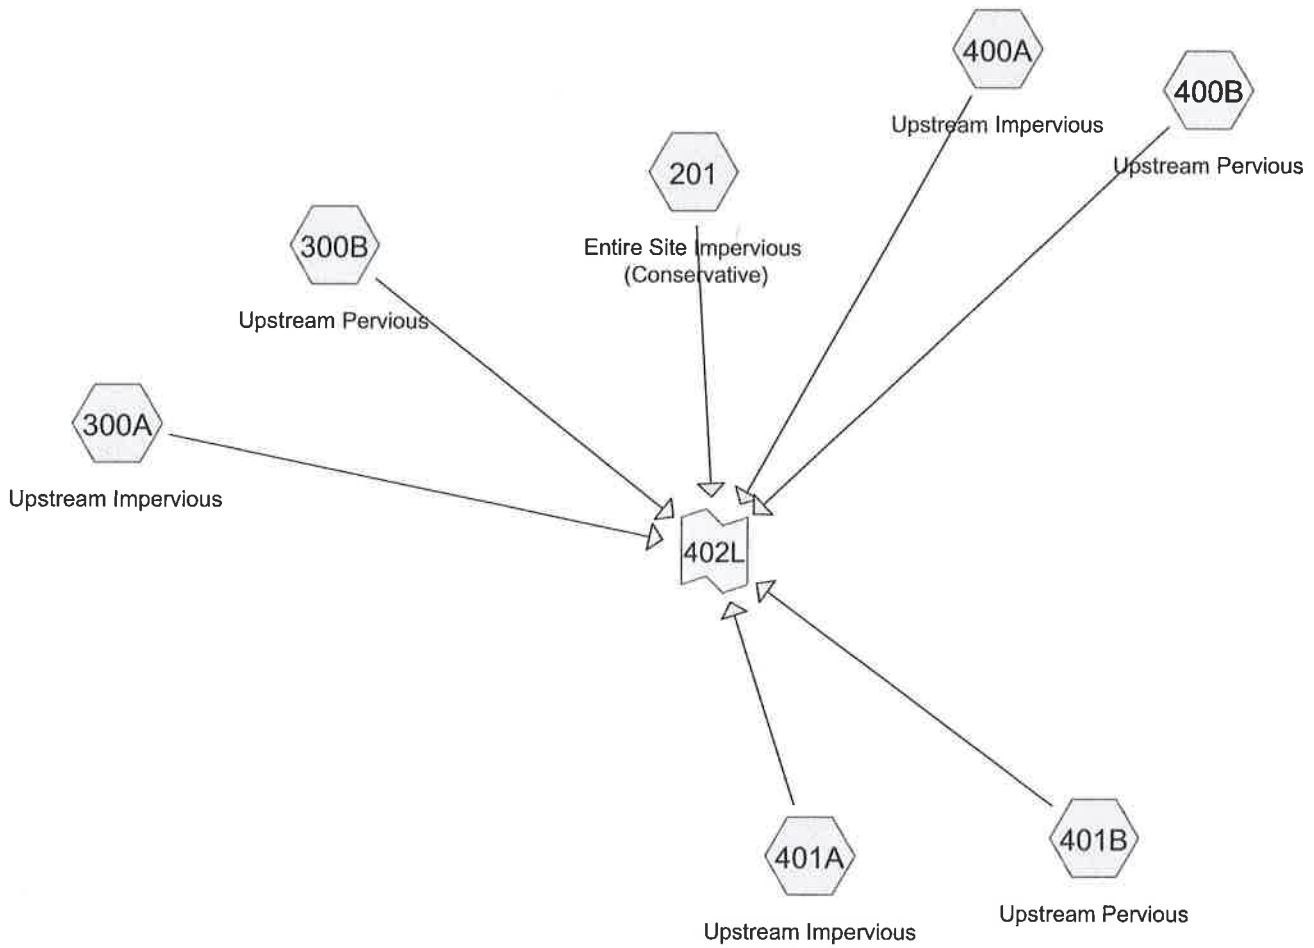 400A
Upstream Impervious
400B
Upstream Pervious
201
Entire Site Impervious
(Conservative)
300B
Upstream Pervious
300A
Upstream Impervious
402L
401A
Upstream Impervious
401B
Upstream Pervious